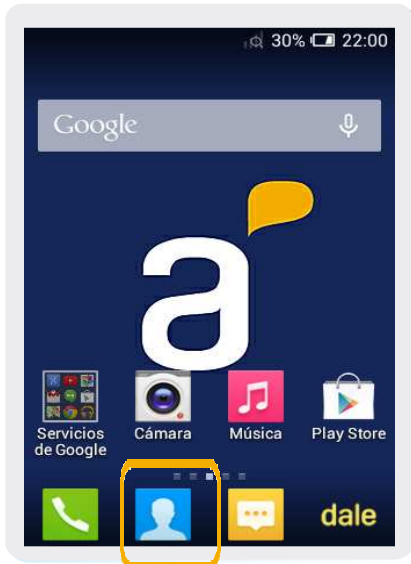 30% 22:00
Google
a
Servicios
de Google
Cámara
Música
Play Store
dale